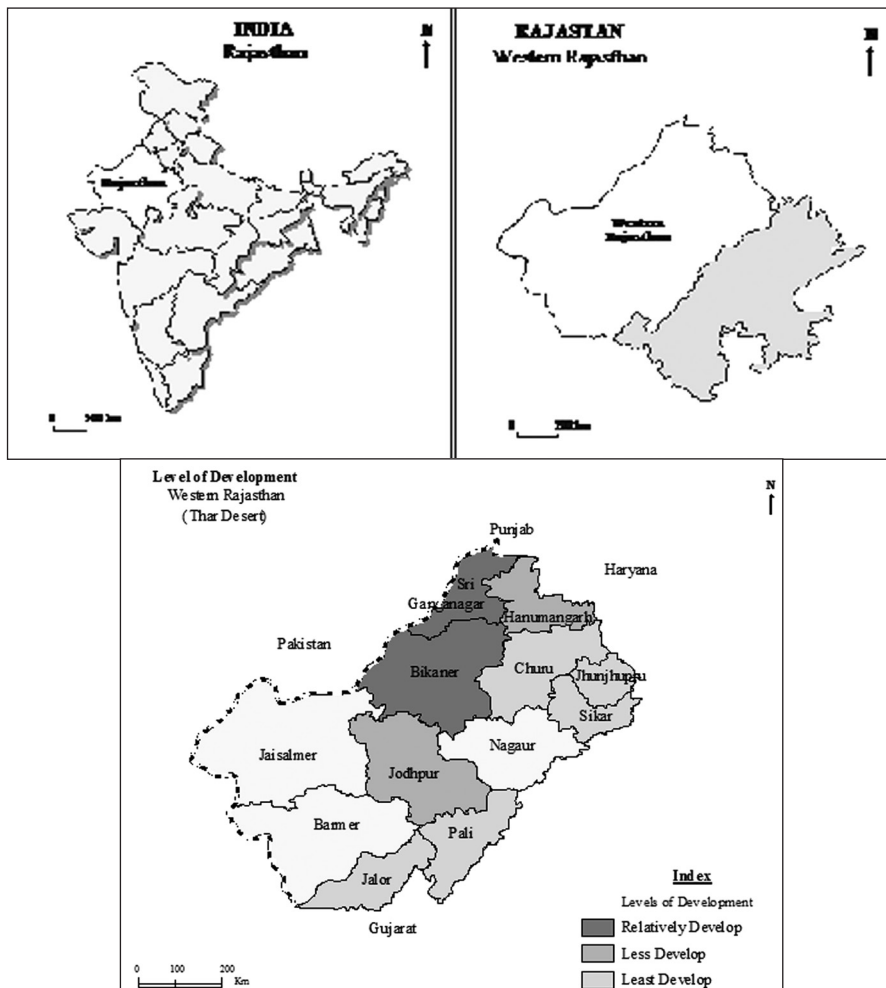 INDIA
Rajasthan
N
Rajasthan
0
RAJASTAN
Western Rajasthan
N
Western
Rajasthan
0
Level of Development
Western Rajasthan
(Thar Desert)
N
Punjab
Haryana
Sri
Ganganagar
Hanumangarh
Pakistan
Bikaner
Churu
Jhunjhunu
Sikar
Nagaur
Jaisalmer
Jodhpur
Barmer
Pali
Jalor
Gujarat
Index
Levels of Development
Relatively Develop
Less Develop
Least Develop
0 100 200
Km